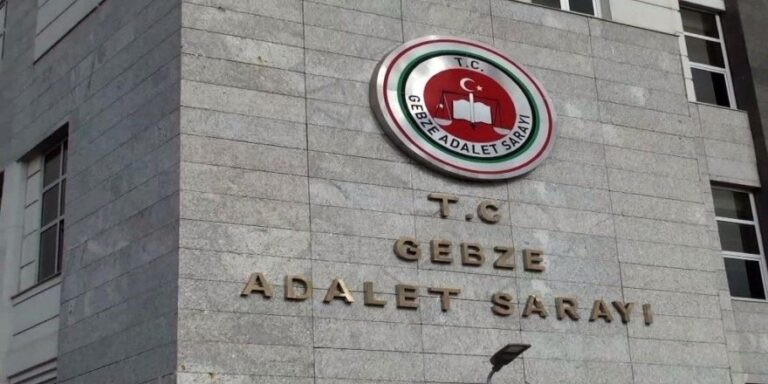 T.C.
GEBZE ADALET SARAYI
T.C
GEBZE
ADALET SARAYI